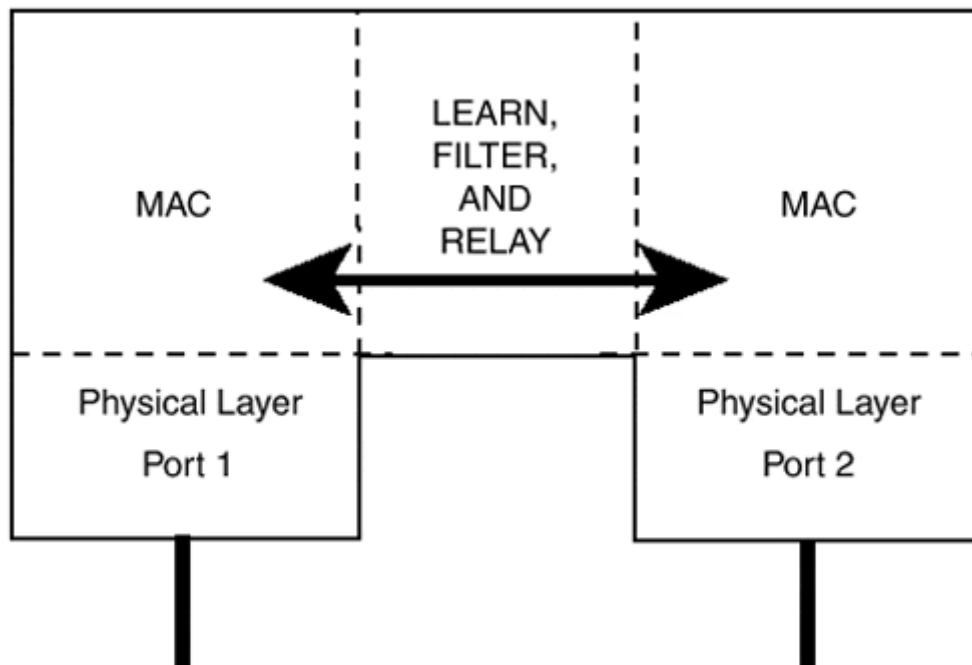 MAC
LEARN,
FILTER,
AND
RELAY
MAC
Physical Layer
Port 1
Physical Layer
Port 2